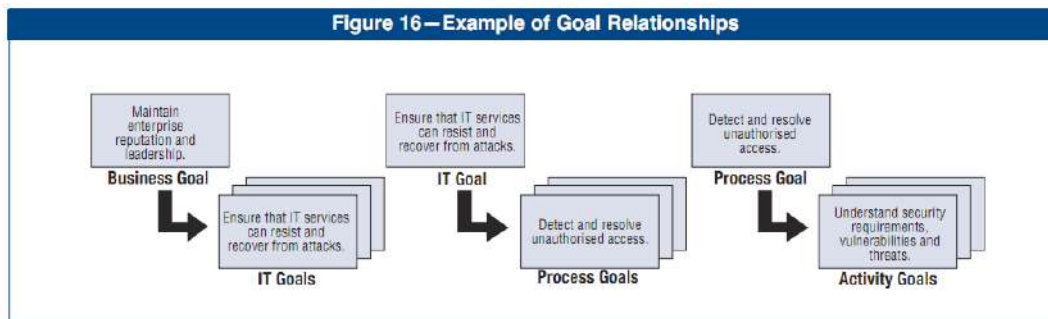 Figure 16—Example of Goal Relationships
Maintain
enterprise
reputation and
leadership.
Business Goal
Ensure that IT services
can resist and
recover from attacks.
IT Goals
Ensure that IT services
can resist and
recover from attacks.
IT Goal
Detect and resolve
unauthorised access.
Process Goals
Detect and resolve
unauthorised
access.
Process Goal
Understand security
requirements,
vulnerabilities and
threats.
Activity Goals